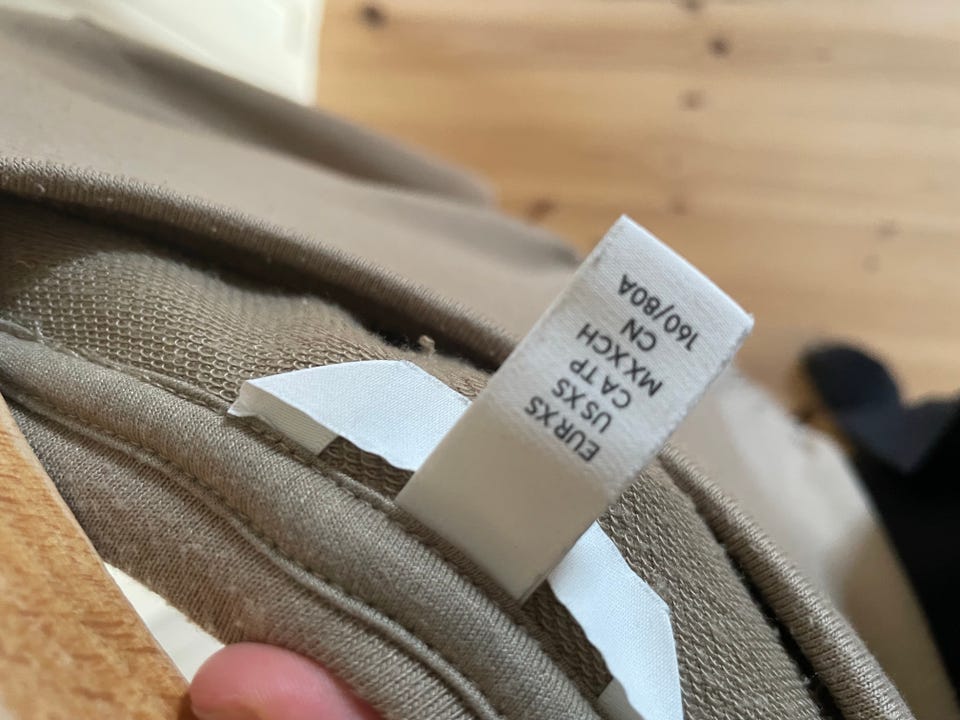 EUR XS
US XS
CA TP
MX XCH
CN
160/80A